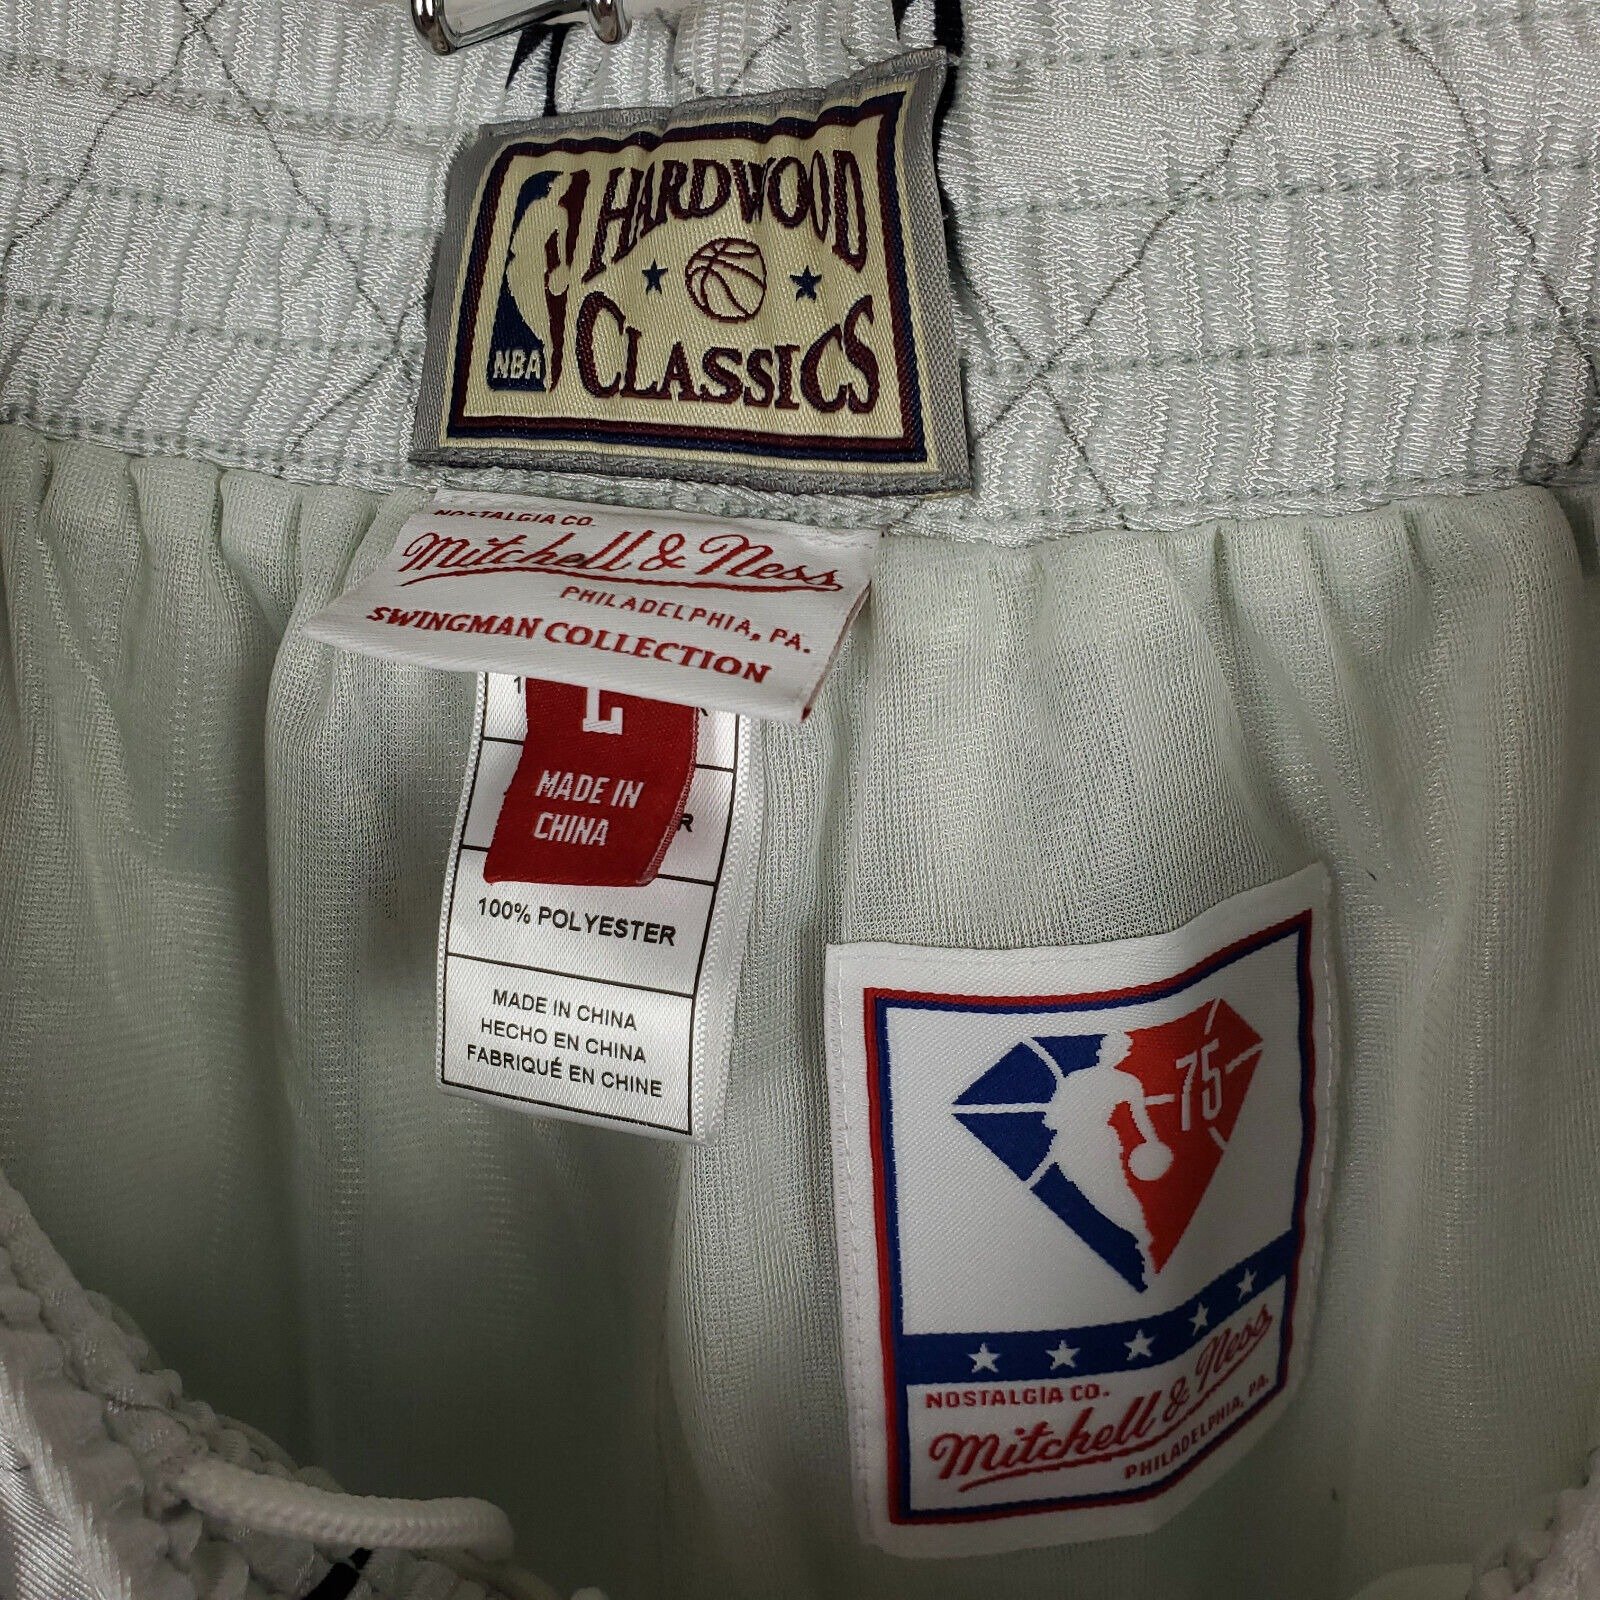 HARDWOOD
CLASSICS
NBA
NOSTALGIA CO.
Mitchell & Ness
PHILADELPHIA, PA.
SWINGMAN COLLECTION
L
MADE IN
CHINA
R
100% POLYESTER
MADE IN CHINA
HECHO EN CHINA
FABRIQUÉ EN CHINE
75
NOSTALGIA CO.
Mitchell & Ness
PHILADELPHIA, PA.